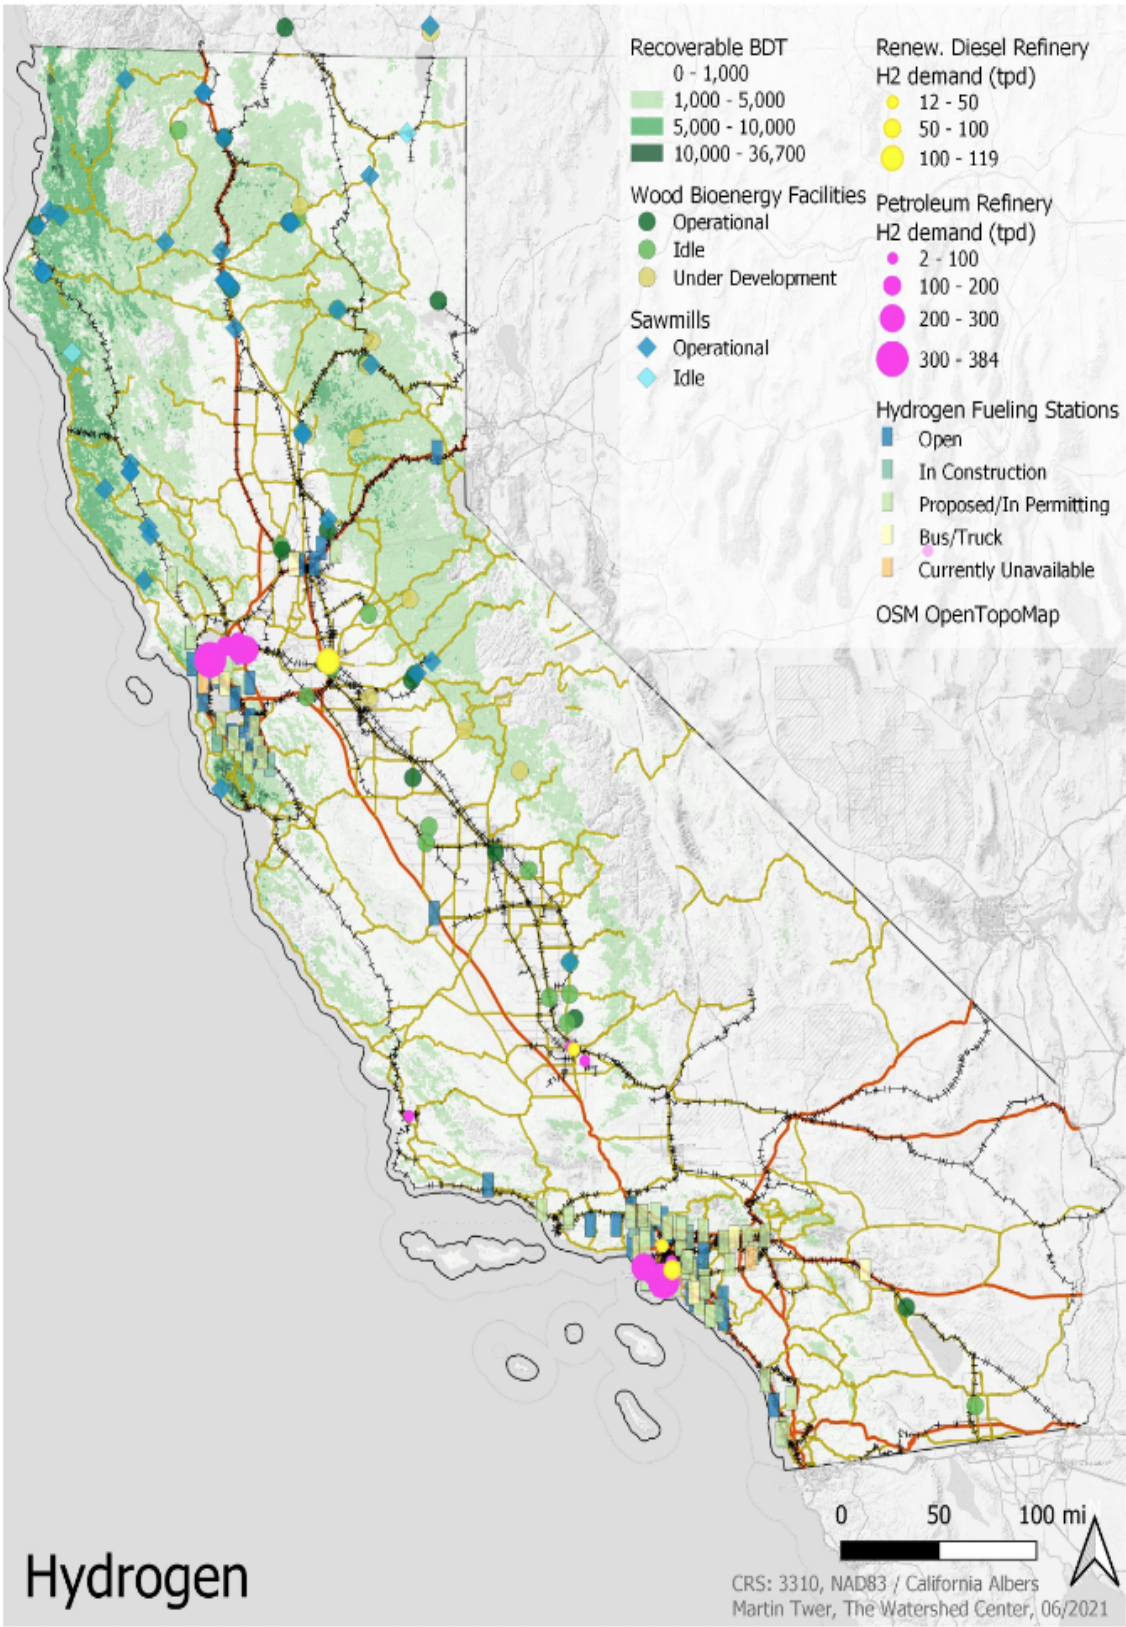 Recoverable BDT
0 - 1,000
1,000 - 5,000
5,000 - 10,000
10,000 - 36,700
Wood Bioenergy Facilities
Operational
Idle
Under Development
Sawmills
Operational
Idle
Renew. Diesel Refinery
H2 demand (tpd)
12 - 50
50 - 100
100 - 119
Petroleum Refinery
H2 demand (tpd)
2 - 100
100 - 200
200 - 300
300 - 384
Hydrogen Fueling Stations
Open
In Construction
Proposed/In Permitting
Bus/Truck
Currently Unavailable
OSM OpenTopoMap
0 50 100 mi
N
Hydrogen
CRS: 3310, NAD83 / California Albers
Martin Twer, The Watershed Center, 06/2021